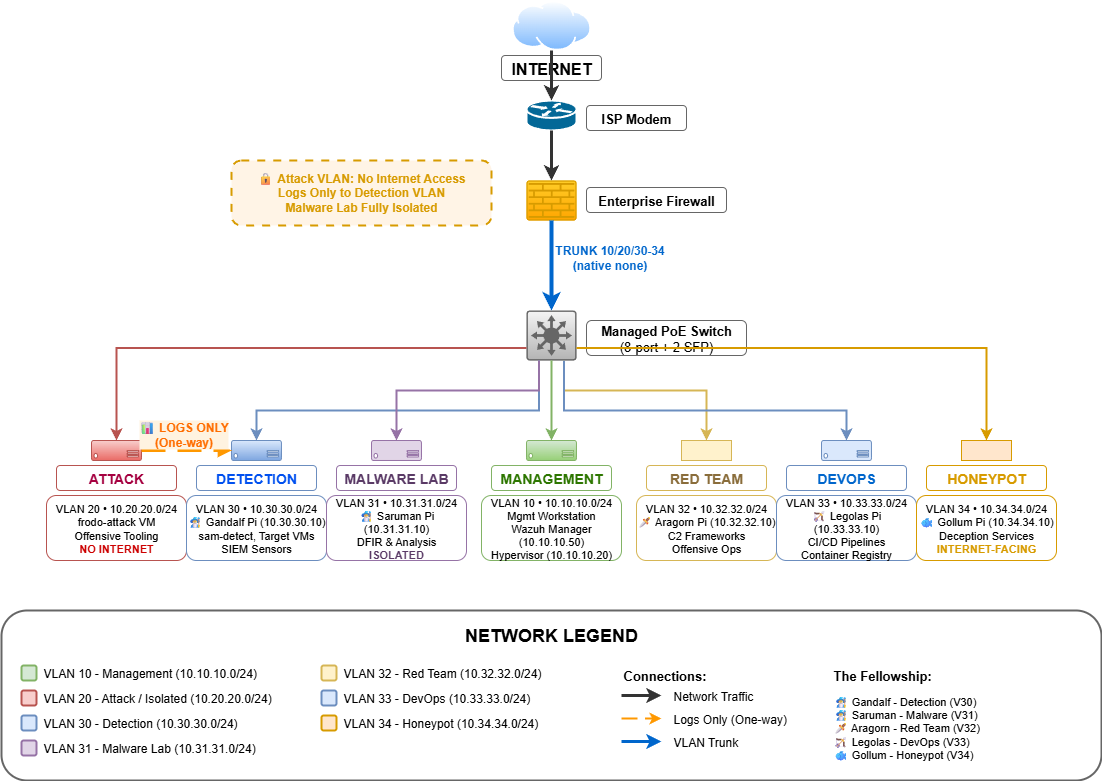 INTERNET
ISP Modem
Attack VLAN: No Internet Access
Logs Only to Detection VLAN
Malware Lab Fully Isolated
Enterprise Firewall
TRUNK 10/20/30-34
(native none)
Managed PoE Switch
(8-port + 2 SFP)
LOGS ONLY
(One-way)
ATTACK
VLAN 20 • 10.20.20.0/24
frodo-attack VM
Offensive Tooling
NO INTERNET
DETECTION
VLAN 30 • 10.30.30.0/24
Gandalf Pi (10.30.30.10)
sam-detect, Target VMs
SIEM Sensors
MALWARE LAB
VLAN 31 • 10.31.31.0/24
Saruman Pi
(10.31.31.10)
DFIR & Analysis
ISOLATED
MANAGEMENT
VLAN 10 • 10.10.10.0/24
Mgmt Workstation
Wazuh Manager
(10.10.10.50)
Hypervisor (10.10.10.20)
RED TEAM
VLAN 32 • 10.32.32.0/24
Aragorn Pi (10.32.32.10)
C2 Frameworks
Offensive Ops
DEVOPS
VLAN 33 • 10.33.33.0/24
Legolas Pi
(10.33.33.10)
CI/CD Pipelines
Container Registry
HONEYPOT
VLAN 34 • 10.34.34.0/24
Gollum Pi (10.34.34.10)
Deception Services
INTERNET-FACING
NETWORK LEGEND
VLAN 10 - Management (10.10.10.0/24)
VLAN 20 - Attack / Isolated (10.20.20.0/24)
VLAN 30 - Detection (10.30.30.0/24)
VLAN 31 - Malware Lab (10.31.31.0/24)
VLAN 32 - Red Team (10.32.32.0/24)
VLAN 33 - DevOps (10.33.33.0/24)
VLAN 34 - Honeypot (10.34.34.0/24)
Connections:
Network Traffic
Logs Only (One-way)
VLAN Trunk
The Fellowship:
Gandalf - Detection (V30)
Saruman - Malware (V31)
Aragorn - Red Team (V32)
Legolas - DevOps (V33)
Gollum - Honeypot (V34)